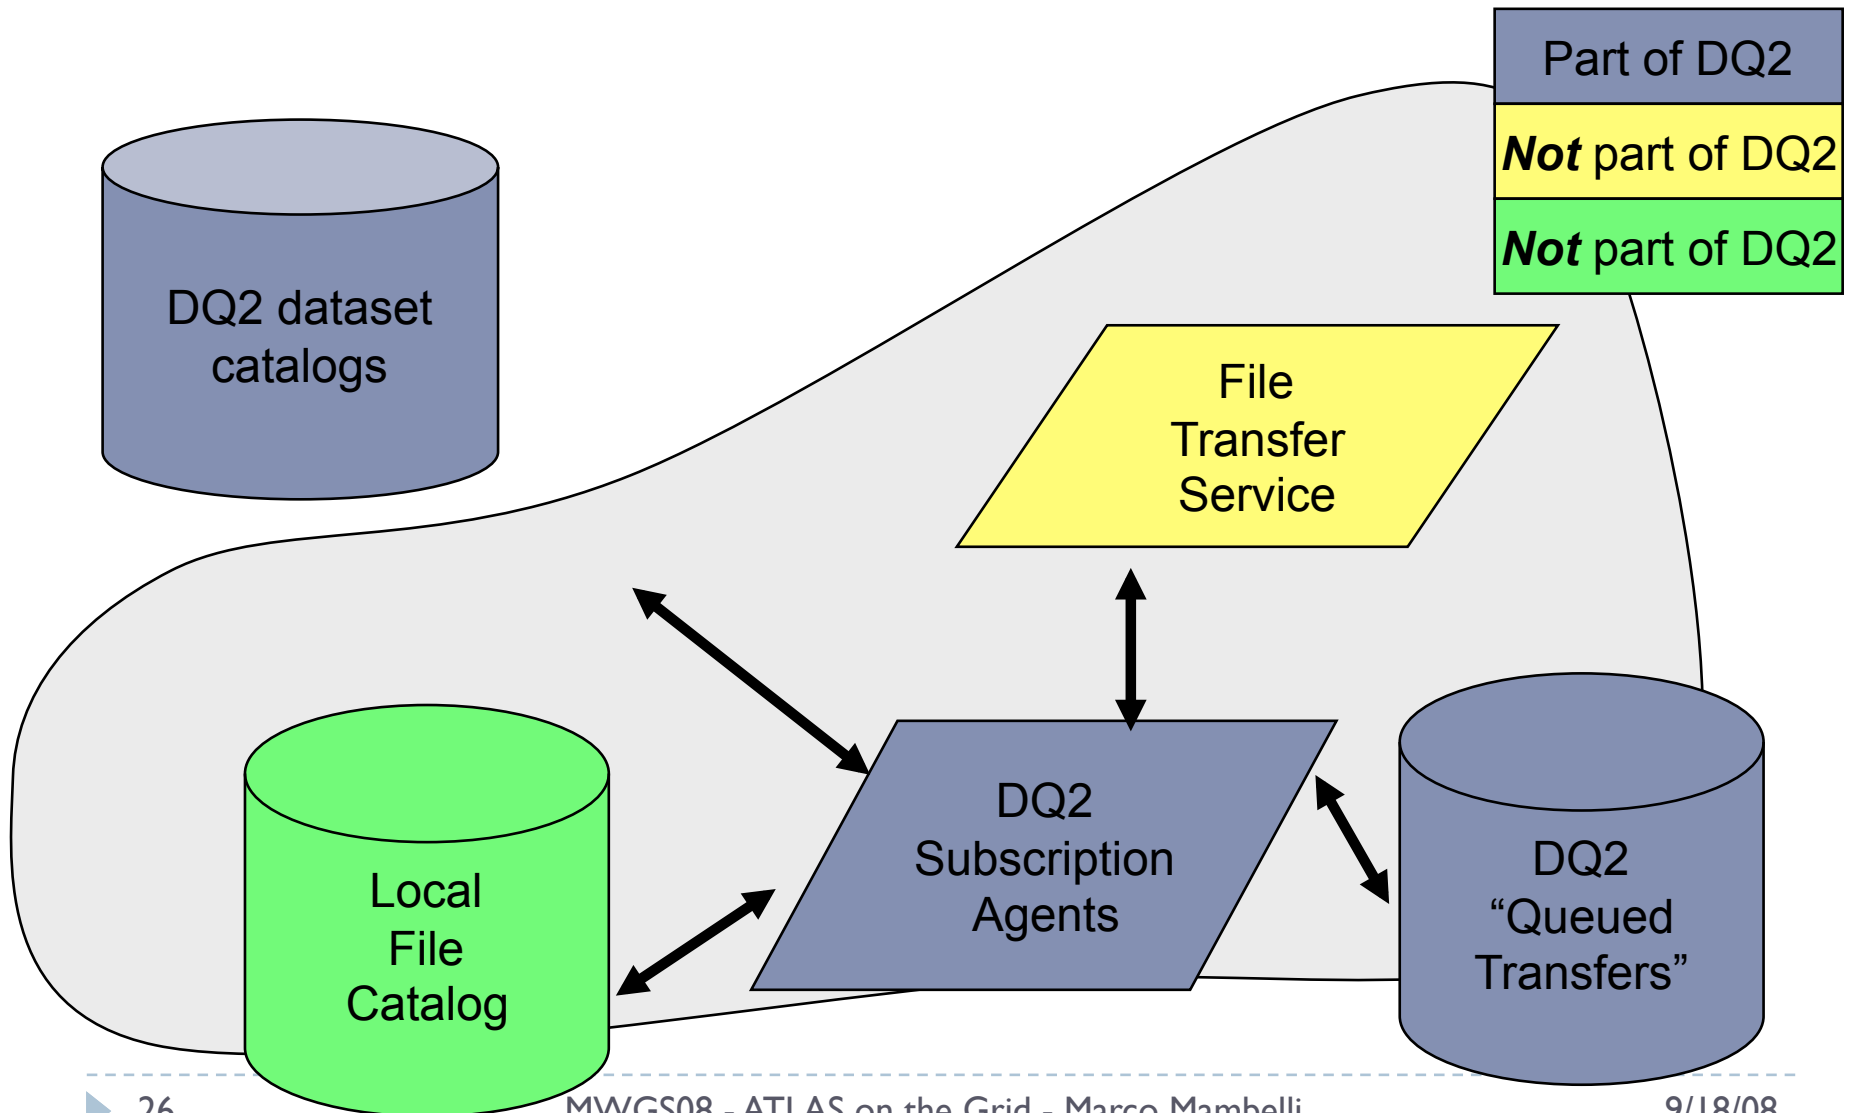 Part of DQ2
Not part of DQ2
Not part of DQ2
DQ2 dataset
catalogs
File
Transfer
Service
DQ2
Subscription
Agents
DQ2
“Queued
Transfers”
Local
File
Catalog
26
MWGS08 - ATLAS on the Grid - Marco Mambelli
9/18/08